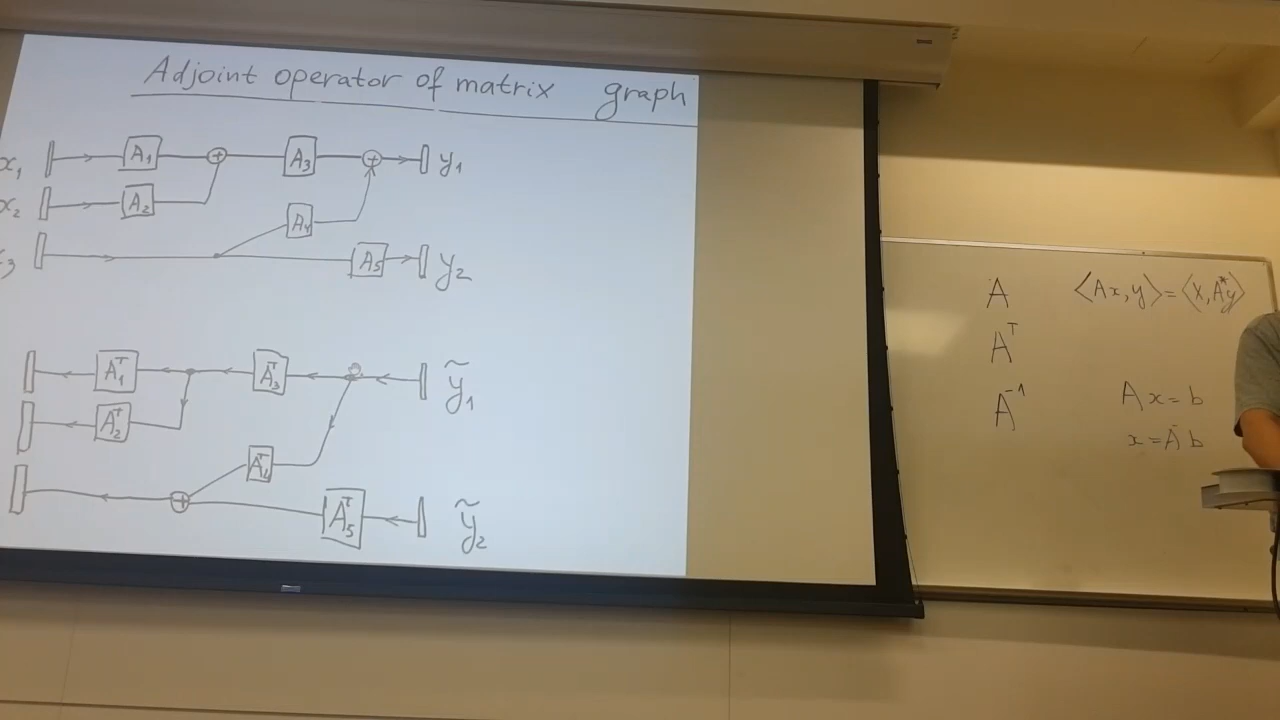 Adjoint operator of matrix graph
x₁ A₁ + A₃ + y₁
x₂ A₂
A₄
x₃ A₅ y₂
A₁ᵀ A₃ᵀ ỹ₁
A₂ᵀ
A₄ᵀ
+ A₅ᵀ ỹ₂
A ⟨Ax,y⟩=⟨x,A*y⟩
Aᵀ
A⁻¹ Ax=b
x=A⁻b